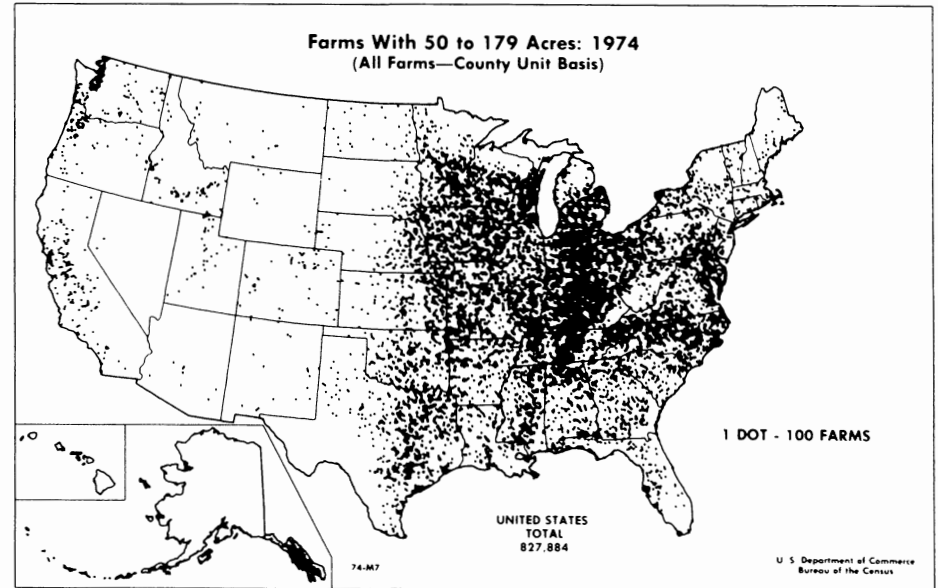 Farms With 50 to 179 Acres: 1974
(All Farms—County Unit Basis)
1 DOT - 100 FARMS
UNITED STATES
TOTAL
827,884
74-M7
U S Department of Commerce
Bureau of the Census